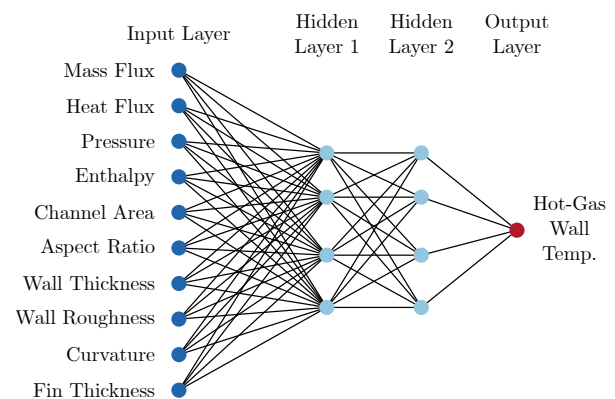 Input Layer
Hidden
Layer 1
Hidden
Layer 2
Output
Layer
Mass Flux
Heat Flux
Pressure
Enthalpy
Channel Area
Aspect Ratio
Wall Thickness
Wall Roughness
Curvature
Fin Thickness
Hot-Gas
Wall
Temp.